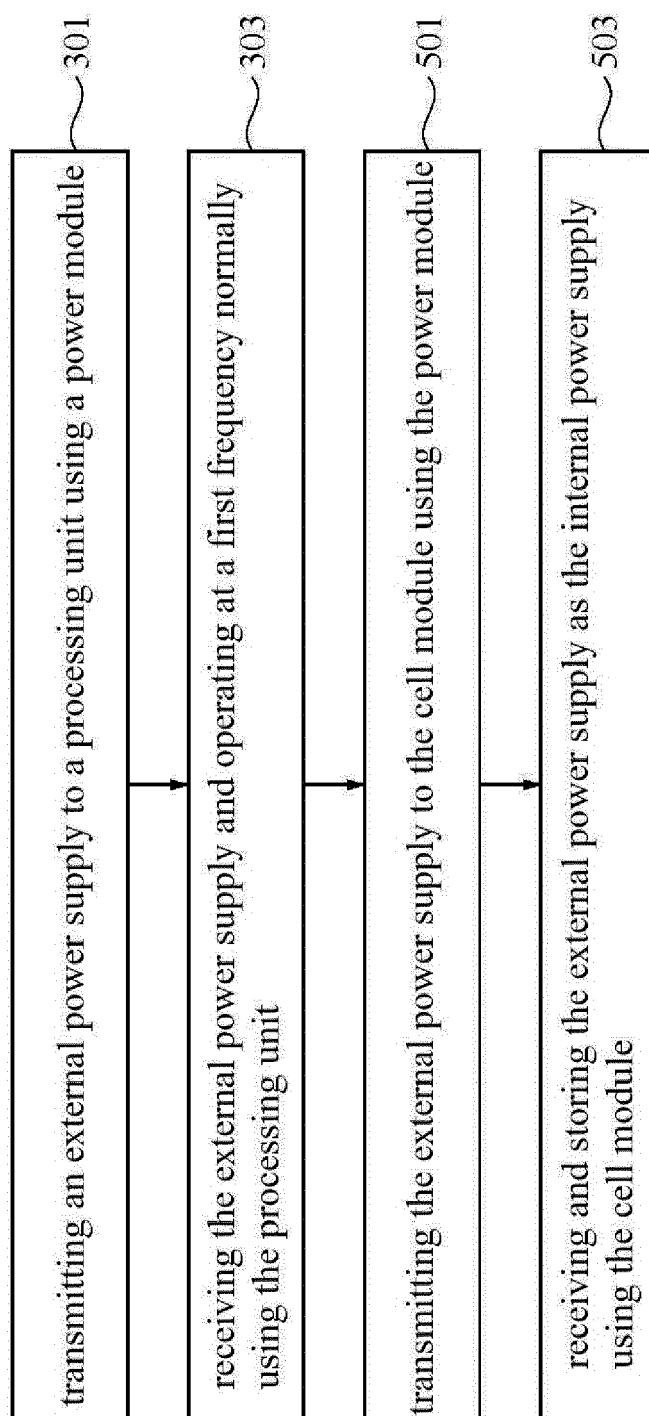 transmitting an external power supply to a processing unit using a power module
301
receiving the external power supply and operating at a first frequency normally
using the processing unit
303
transmitting the external power supply to the cell module using the power module
501
receiving and storing the external power supply as the internal power supply
using the cell module
503